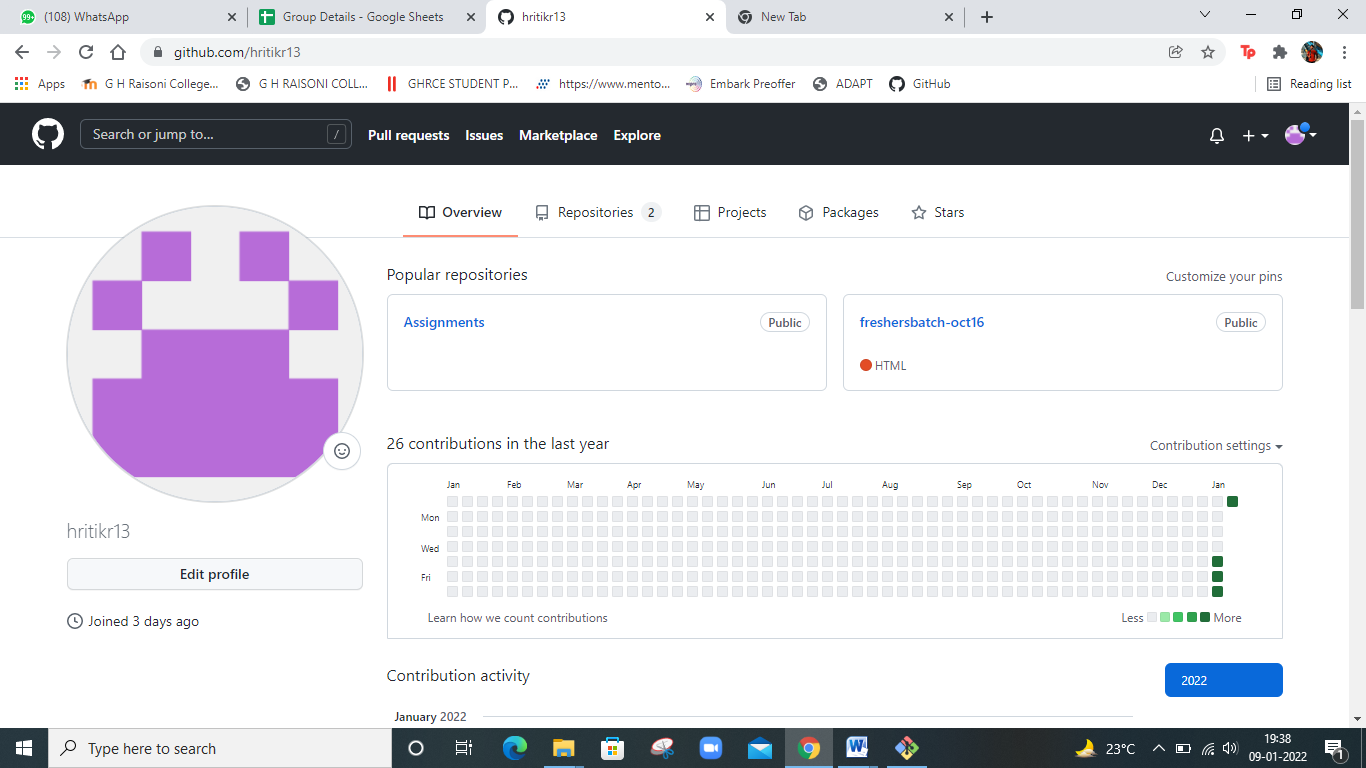 99+ (108) WhatsApp
Group Details - Google Sheets
hritikr13
New Tab
github.com/hritikr13
Tp
Apps
G H Raisoni College...
G H RAISONI COLL...
GHRCE STUDENT P...
https://www.mento...
Embark Preoffer
ADAPT
GitHub
Reading list
Search or jump to...
/
Pull requests
Issues
Marketplace
Explore
Overview
Repositories 2
Projects
Packages
Stars
Popular repositories
Customize your pins
Assignments
Public
freshersbatch-oct16
Public
HTML
hritikr13
Edit profile
Joined 3 days ago
26 contributions in the last year
Contribution settings
Jan Feb Mar Apr May Jun Jul Aug Sep Oct Nov Dec Jan
Mon
Wed
Fri
Learn how we count contributions
Less More
Contribution activity
2022
January 2022
Type here to search
W
23°C
19:38
09-01-2022
1